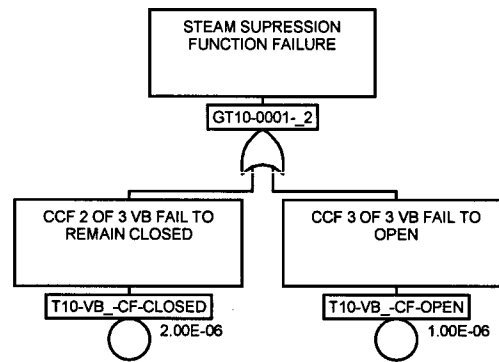 STEAM SUPRESSION
FUNCTION FAILURE
GT10-0001-_2
CCF 2 OF 3 VB FAIL TO
REMAIN CLOSED
CCF 3 OF 3 VB FAIL TO
OPEN
T10-VB_-CF-CLOSED
T10-VB_-CF-OPEN
2.00E-06
1.00E-06